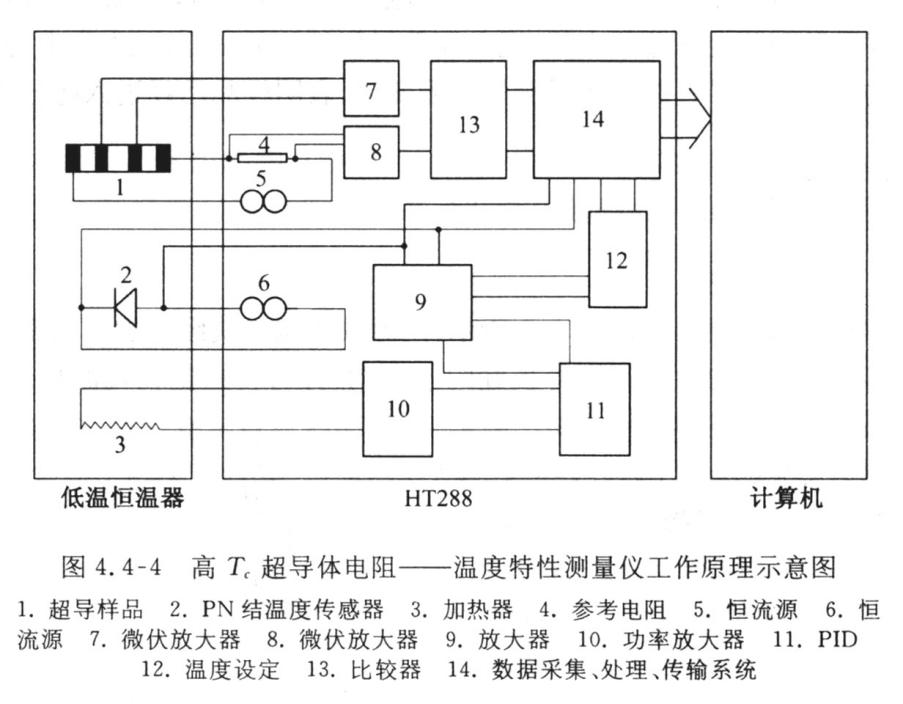 7
13
14
4
8
1
5
2
6
9
12
3
10
11
低温恒温器
HT288
计算机
图 4.4-4 高 Tc 超导体电阻——温度特性测量仪工作原理示意图
1. 超导样品 2. PN 结温度传感器 3. 加热器 4. 参考电阻 5. 恒流源 6. 恒
流源 7. 微伏放大器 8. 微伏放大器 9. 放大器 10. 功率放大器 11. PID
12. 温度设定 13. 比较器 14. 数据采集、处理、传输系统